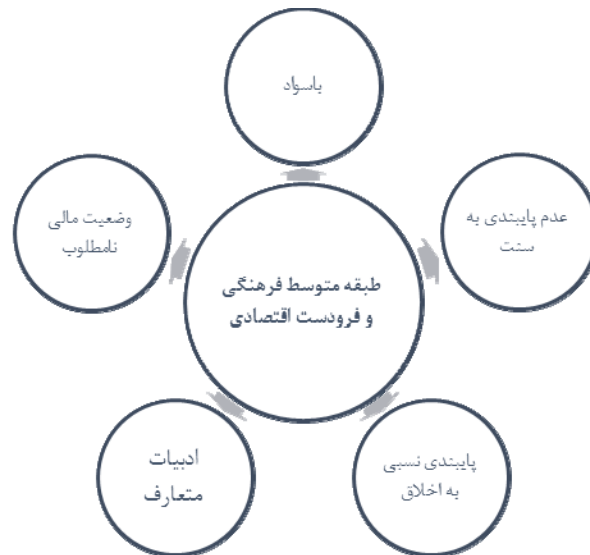 باسواد
عدم پایبندی به
سنت
وضعیت مالی
نامطلوب
طبقه متوسط فرهنگی
و فرودست اقتصادی
پایبندی نسبی
به اخلاق
ادبیات
متعارف